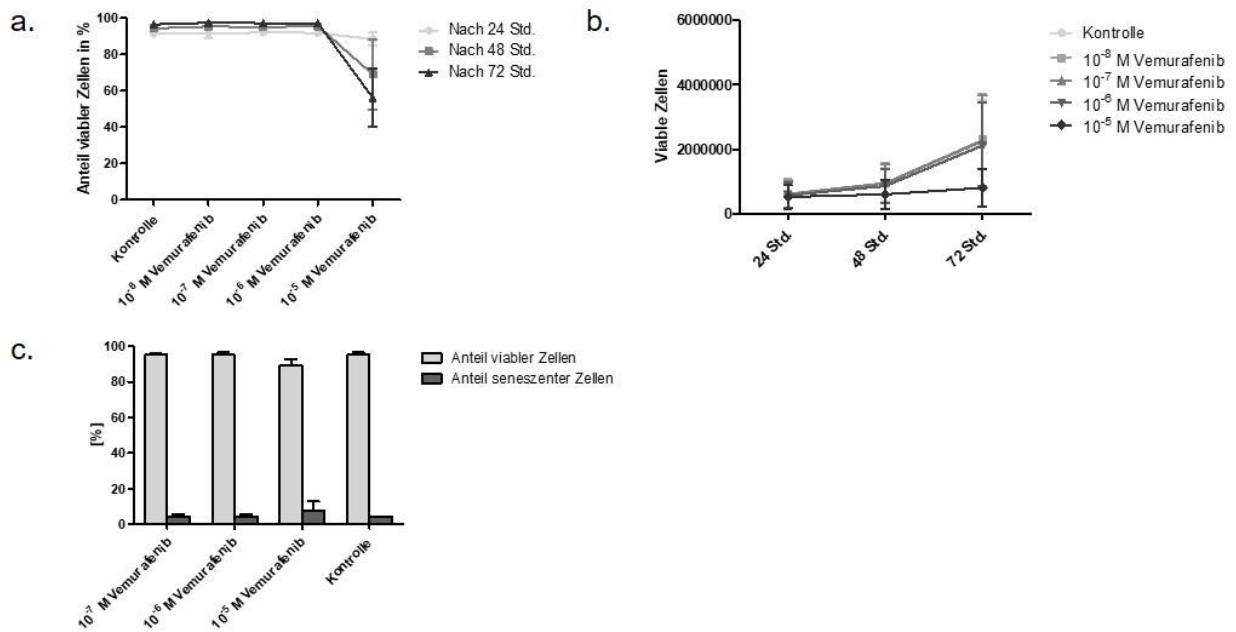 a.
Anteil viabler Zellen in %
100
80
60
40
20
0
Kontrolle
10⁻⁸ M Vemurafenib
10⁻⁷ M Vemurafenib
10⁻⁶ M Vemurafenib
10⁻⁵ M Vemurafenib
Nach 24 Std.
Nach 48 Std.
Nach 72 Std.
b.
Viable Zellen
6000000
4000000
2000000
0
24 Std.
48 Std.
72 Std.
Kontrolle
10⁻⁸ M Vemurafenib
10⁻⁷ M Vemurafenib
10⁻⁶ M Vemurafenib
10⁻⁵ M Vemurafenib
c.
[%]
100
80
60
40
20
0
10⁻⁷ M Vemurafenib
10⁻⁶ M Vemurafenib
10⁻⁵ M Vemurafenib
Kontrolle
Anteil viabler Zellen
Anteil seneszenter Zellen